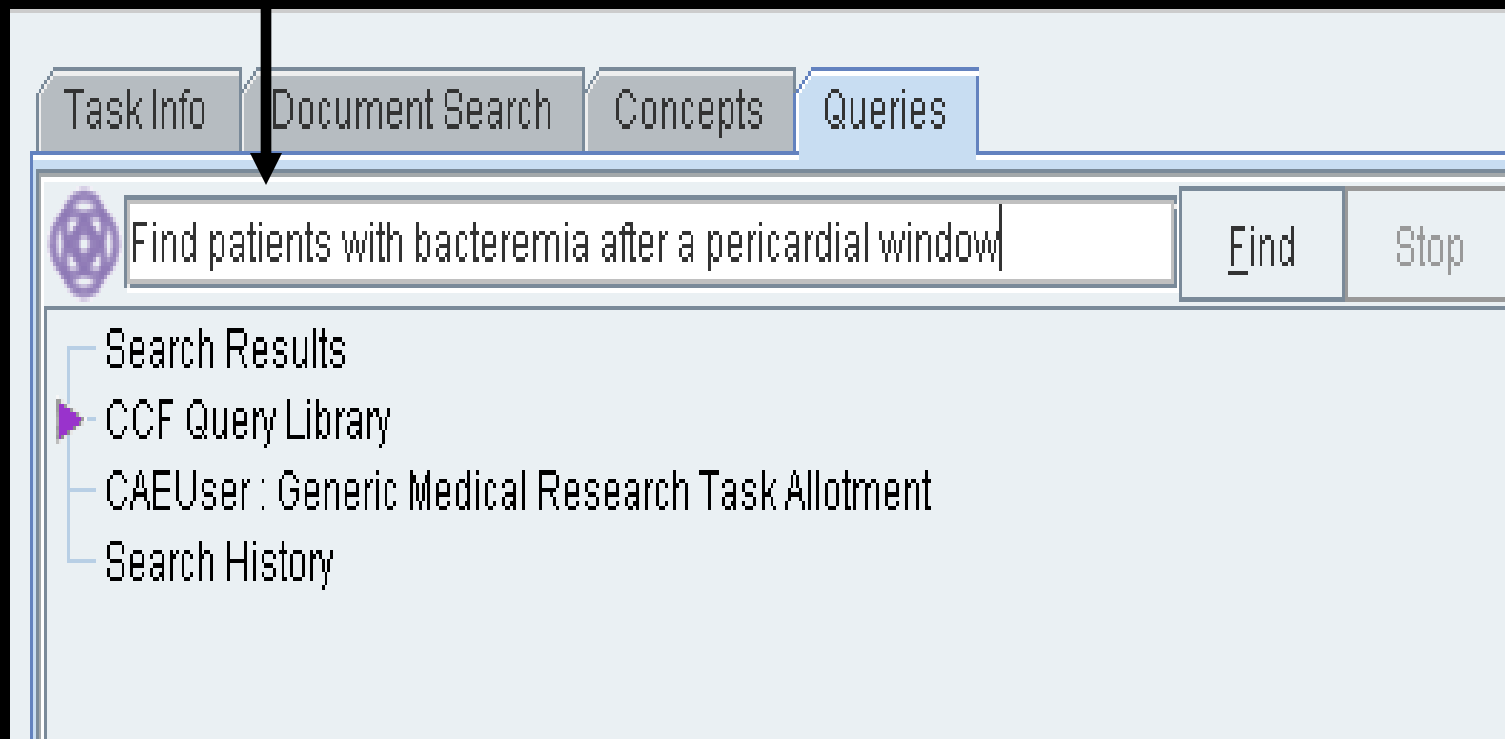 Task Info Document Search Concepts Queries
Find patients with bacteremia after a pericardial window Find Stop
Search Results
CCF Query Library
CAEUser : Generic Medical Research Task Allotment
Search History